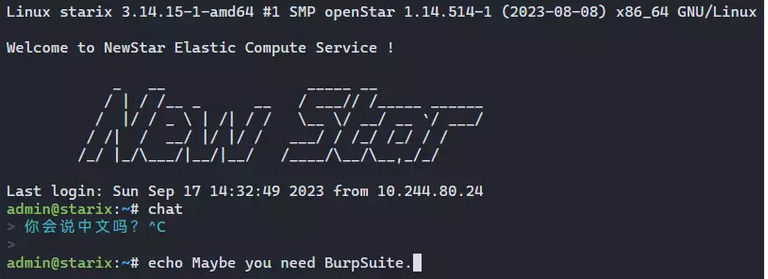 Linux starix 3.14.15-1-amd64 #1 SMP openStar 1.14.514-1 (2023-08-08) x86_64 GNU/Linux
Welcome to NewStar Elastic Compute Service !
New Star
Last login: Sun Sep 17 14:32:49 2023 from 10.244.80.24
admin@starix:~# chat
> 你会说中文吗? ^C
>
admin@starix:~# echo Maybe you need BurpSuite.